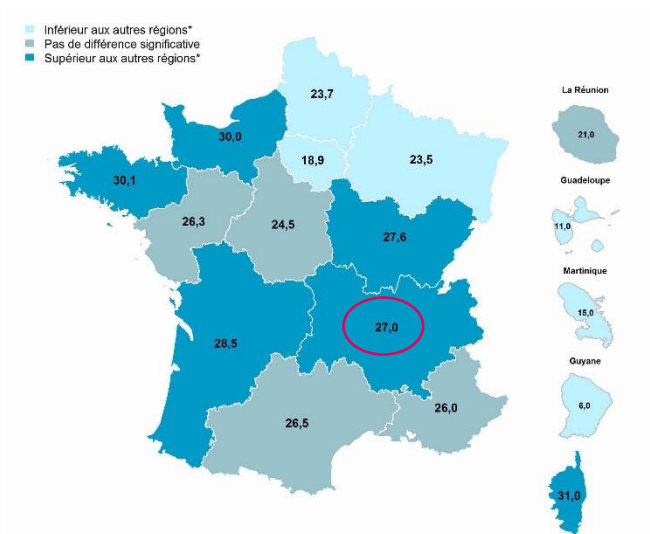 Inférieur aux autres régions*
Pas de différence significative
Supérieur aux autres régions*
23,7
30,0
18,9
23,5
30,1
26,3
24,5
27,6
28,5
27,0
26,5
26,0
La Réunion
21,0
Guadeloupe
11,0
Martinique
15,0
Guyane
6,0
31,0